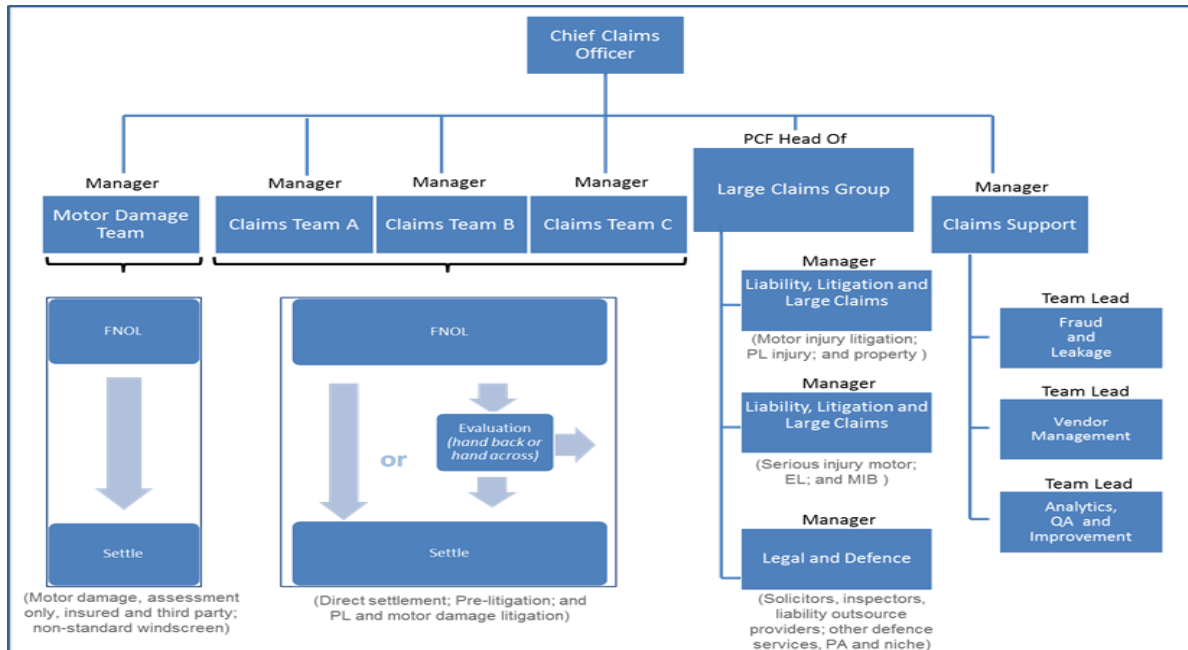 Chief Claims
Officer
PCF Head Of
Large Claims Group
Manager
Motor Damage
Team
Manager
Claims Team A
Manager
Claims Team B
Manager
Claims Team C
Manager
Claims Support
FNOL
Settle
(Motor damage, assessment
only, insured and third party;
non-standard windscreen)
FNOL
or
Evaluation
(hand back or
hand across)
Settle
(Direct settlement; Pre-litigation; and
PL and motor damage litigation)
Manager
Liability, Litigation and
Large Claims
(Motor injury litigation;
PL injury; and property )
Manager
Liability, Litigation and
Large Claims
(Serious injury motor;
EL; and MIB )
Manager
Legal and Defence
(Solicitors, inspectors,
liability outsource
providers; other defence
services, PA and niche)
Team Lead
Fraud
and
Leakage
Team Lead
Vendor
Management
Team Lead
Analytics,
QA and
Improvement